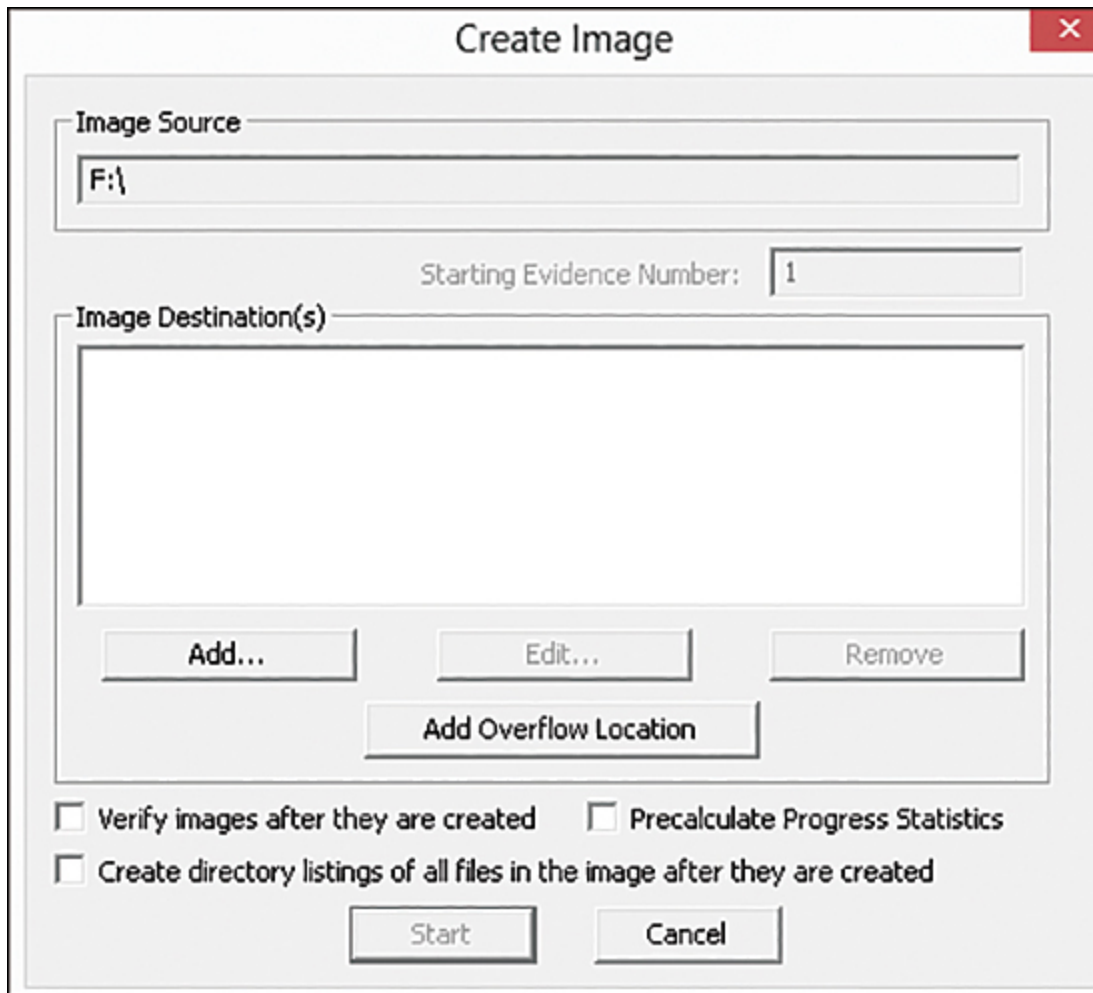 Create Image
Image Source
F:\
Starting Evidence Number: 1
Image Destination(s)
Add... Edit... Remove
Add Overflow Location
Verify images after they are created Precalculate Progress Statistics
Create directory listings of all files in the image after they are created
Start Cancel